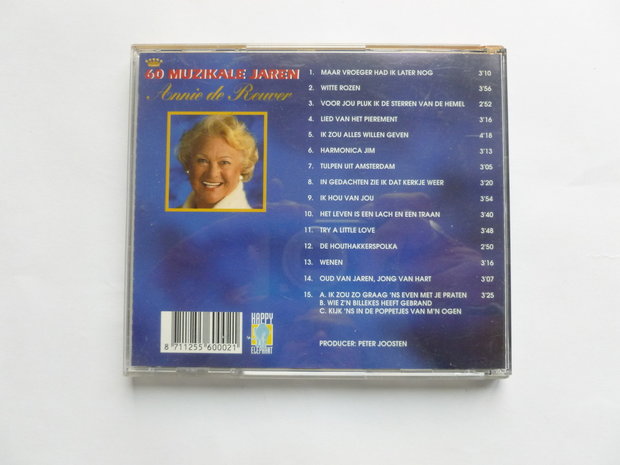 60 MUZIKALE JAREN
Annie de Reuver
1. MAAR VROEGER HAD IK LATER NOG 3'10
2. WITTE ROZEN 3'56
3. VOOR JOU PLUK IK DE STERREN VAN DE HEMEL 2'52
4. LIED VAN HET PIEREMENT 3'16
5. IK ZOU ALLES WILLEN GEVEN 4'18
6. HARMONICA JIM 3'13
7. TULPEN UIT AMSTERDAM 3'05
8. IN GEDACHTEN ZIE IK DAT KERKJE WEER 3'20
9. IK HOU VAN JOU 3'54
10. HET LEVEN IS EEN LACH EN EEN TRAAN 3'40
11. TRY A LITTLE LOVE 3'48
12. DE HOUTHAKKERSPOLKA 2'50
13. WENEN 3'16
14. OUD VAN JAREN, JONG VAN HART 3'07
15. A. IK ZOU ZO GRAAG 'NS EVEN MET JE PRATEN 3'25
B. WIE Z'N BILLEKES HEEFT GEBRAND
C. KIJK 'NS IN DE POPPETJES VAN M'N OGEN
PRODUCER: PETER JOOSTEN
8 711255 600021
HAPPY
ELEPHANT